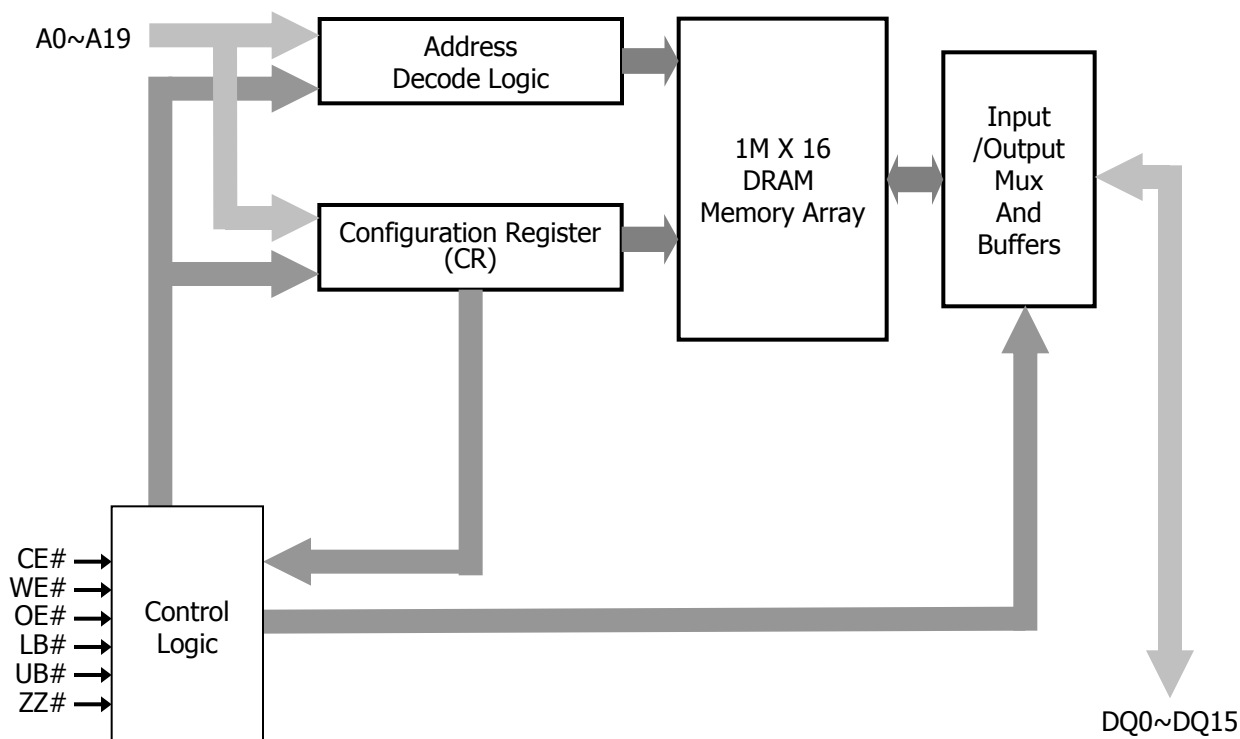 A0~A19
Address
Decode Logic
Configuration Register
(CR)
1M X 16
DRAM
Memory Array
Input
/Output
Mux
And
Buffers
CE#
WE#
OE#
LB#
UB#
ZZ#
Control
Logic
DQ0~DQ15